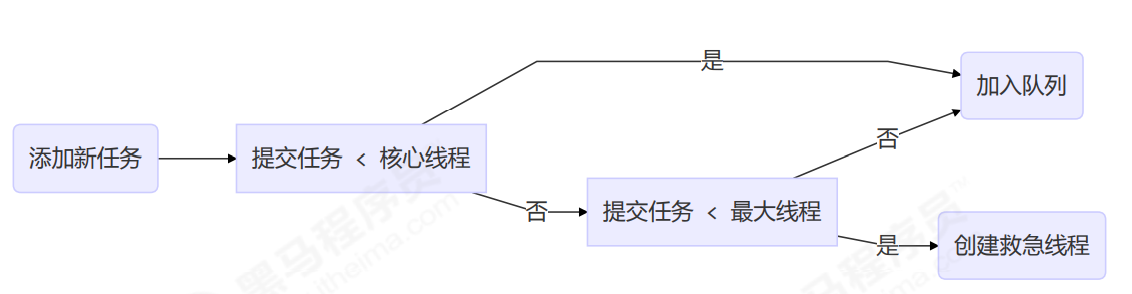 是
加入队列
否
添加新任务
提交任务 < 核心线程
否
提交任务 < 最大线程
是
创建救急线程
黑马程序员
itheima.com
黑马程序员
itheima.com